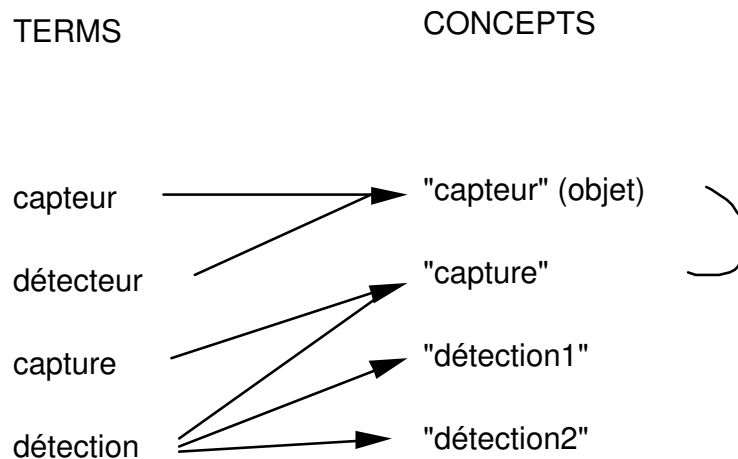 TERMS
CONCEPTS
capteur
"capteur" (objet)
détecteur
"capture"
capture
"détection1"
détection
"détection2"